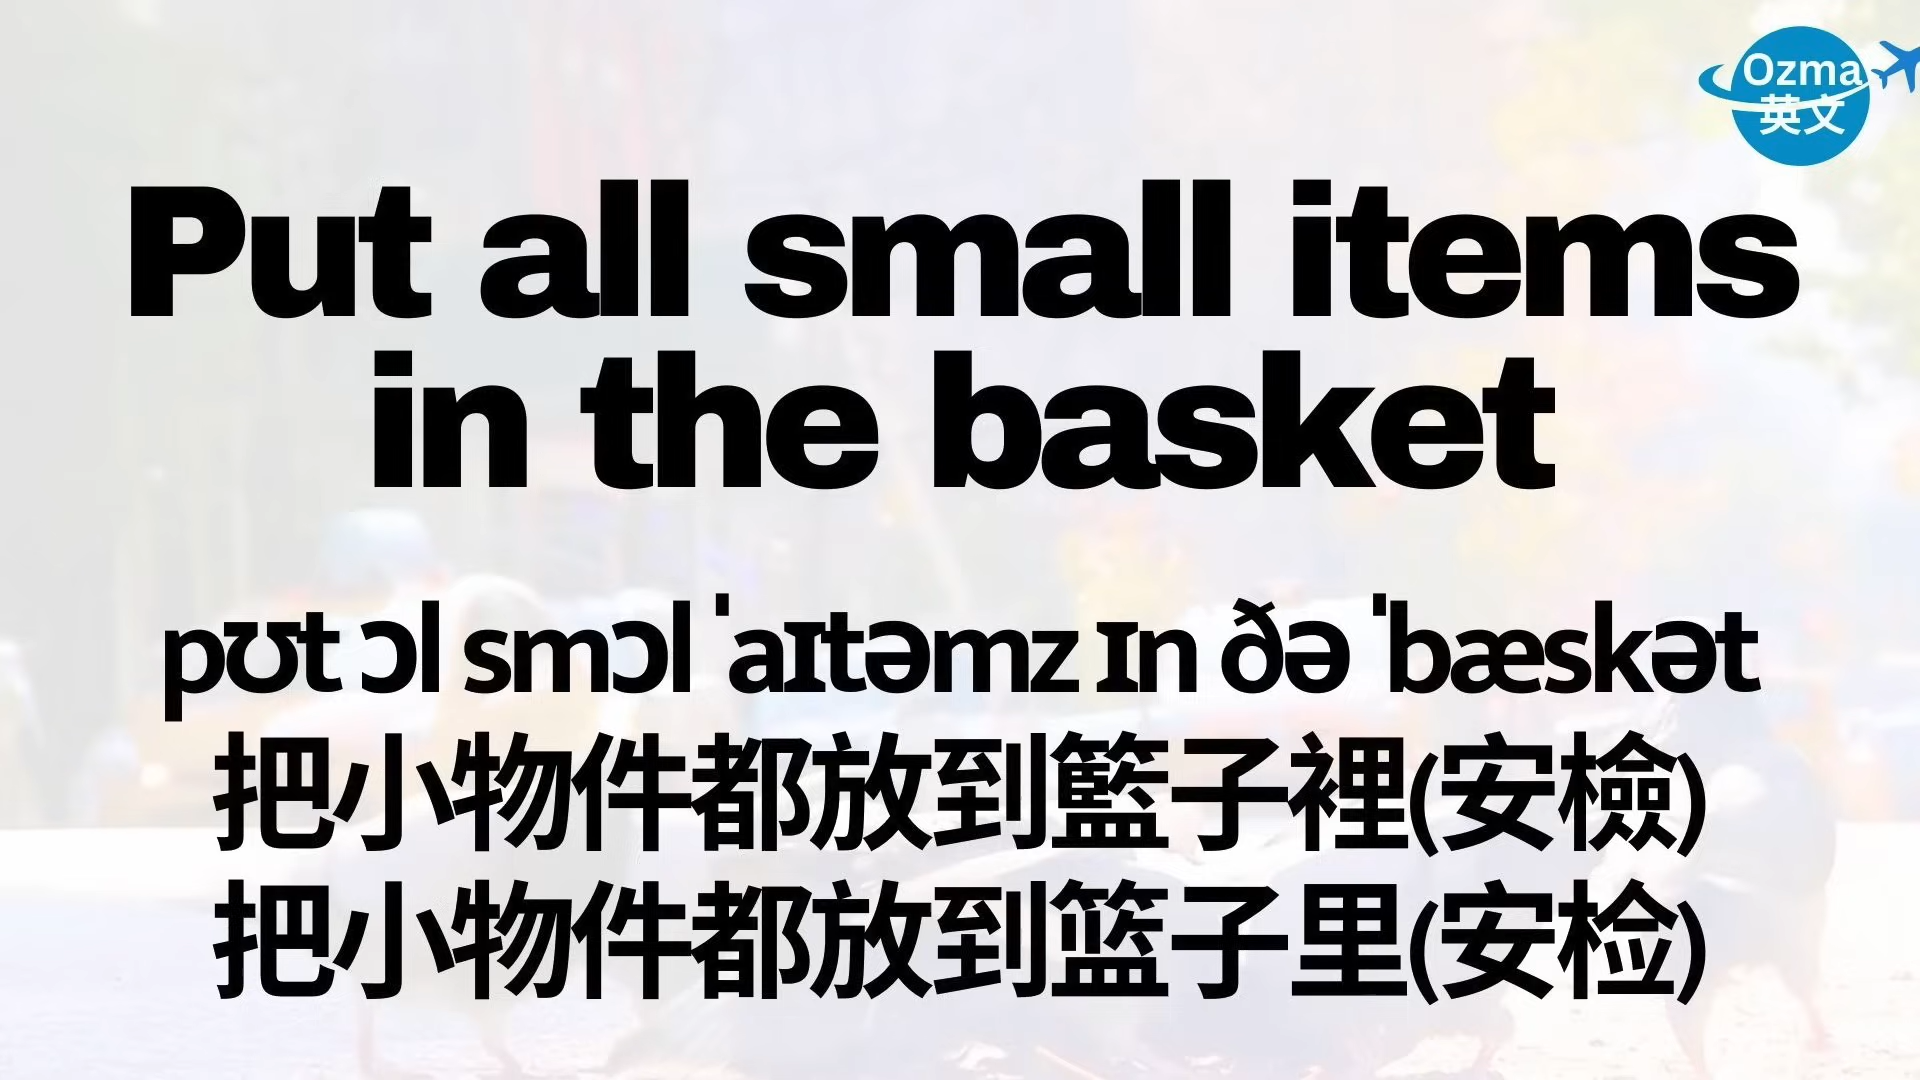 Ozma
英文
Put all small items
in the basket
pʊt ɔl smɔl ˈaɪtəmz ɪn ðə ˈbæskət
把小物件都放到籃子裡(安檢)
把小物件都放到篮子里(安检)